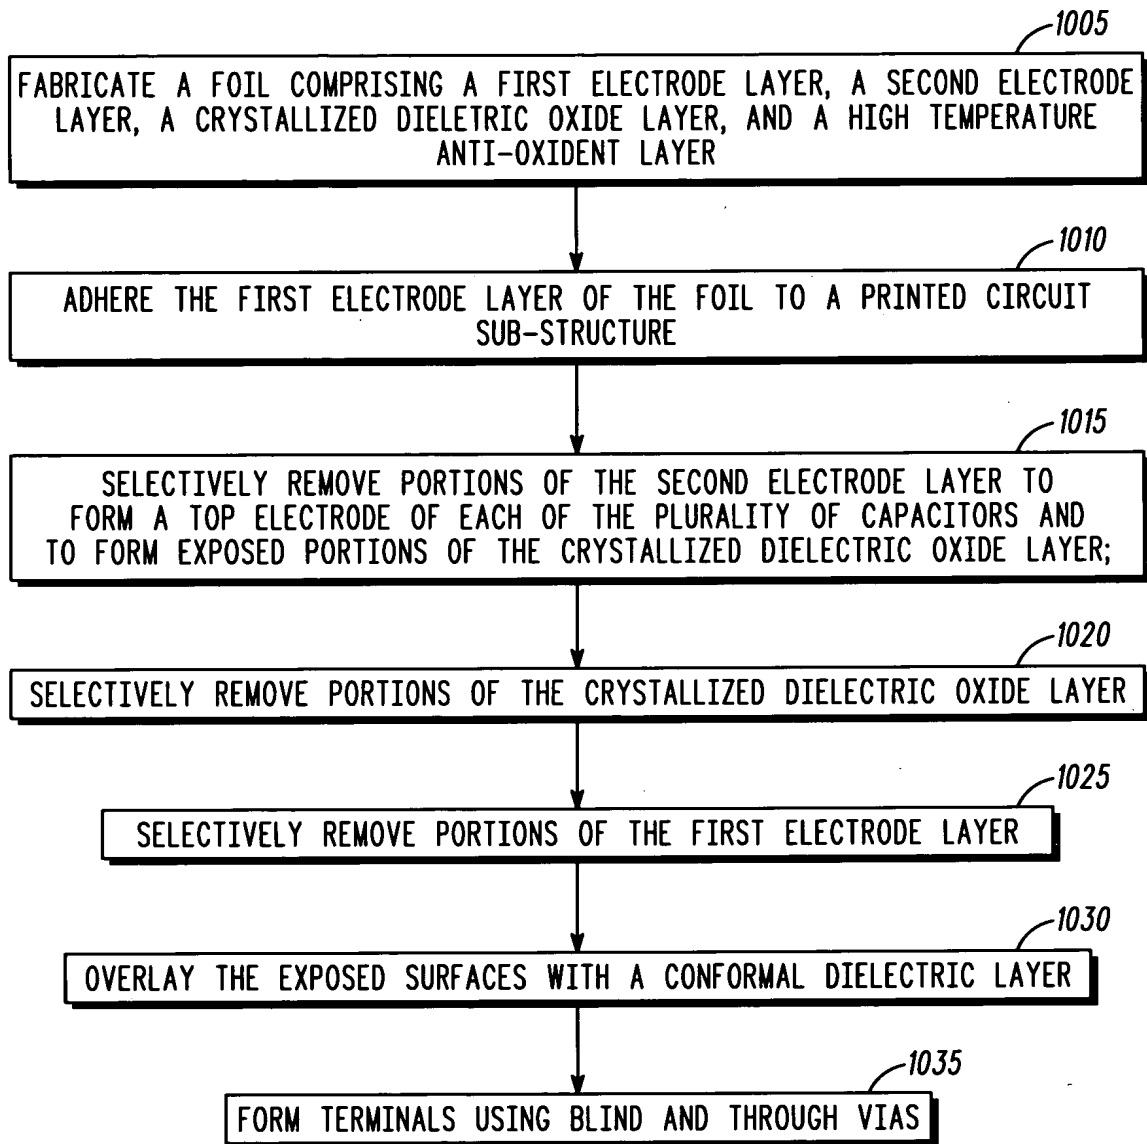 1005
FABRICATE A FOIL COMPRISING A FIRST ELECTRODE LAYER, A SECOND ELECTRODE
LAYER, A CRYSTALLIZED DIELETRIC OXIDE LAYER, AND A HIGH TEMPERATURE
ANTI-OXIDENT LAYER
1010
ADHERE THE FIRST ELECTRODE LAYER OF THE FOIL TO A PRINTED CIRCUIT
SUB-STRUCTURE
1015
SELECTIVELY REMOVE PORTIONS OF THE SECOND ELECTRODE LAYER TO
FORM A TOP ELECTRODE OF EACH OF THE PLURALITY OF CAPACITORS AND
TO FORM EXPOSED PORTIONS OF THE CRYSTALLIZED DIELECTRIC OXIDE LAYER;
1020
SELECTIVELY REMOVE PORTIONS OF THE CRYSTALLIZED DIELECTRIC OXIDE LAYER
1025
SELECTIVELY REMOVE PORTIONS OF THE FIRST ELECTRODE LAYER
1030
OVERLAY THE EXPOSED SURFACES WITH A CONFORMAL DIELECTRIC LAYER
1035
FORM TERMINALS USING BLIND AND THROUGH VIAS